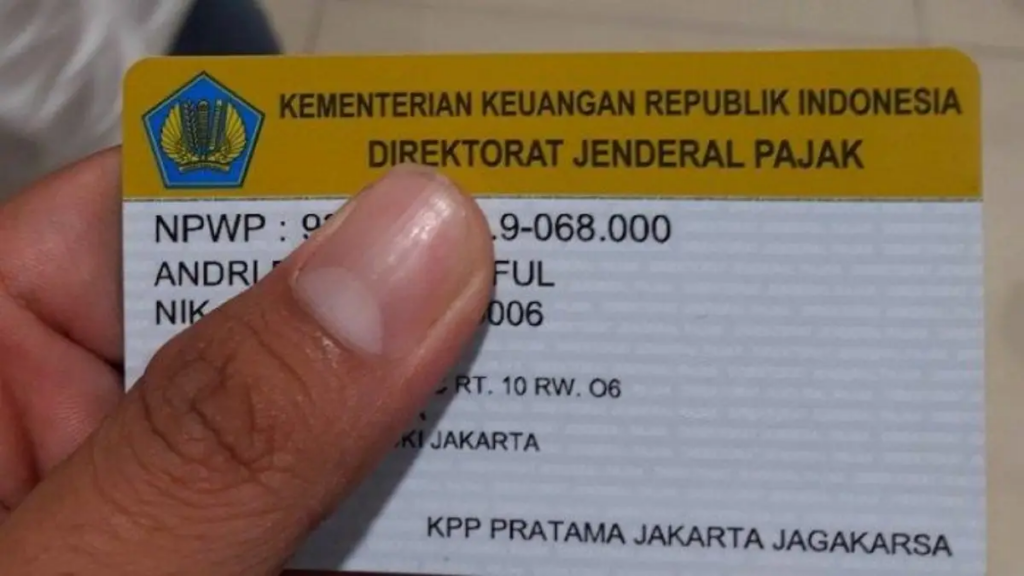 KEMENTERIAN KEUANGAN REPUBLIK INDONESIA
DIREKTORAT JENDERAL PAJAK
NPWP : 9 .9-068.000
ANDRI FUL
NIK 006
RT. 10 RW. O6
DKI JAKARTA
KPP PRATAMA JAKARTA JAGAKARSA